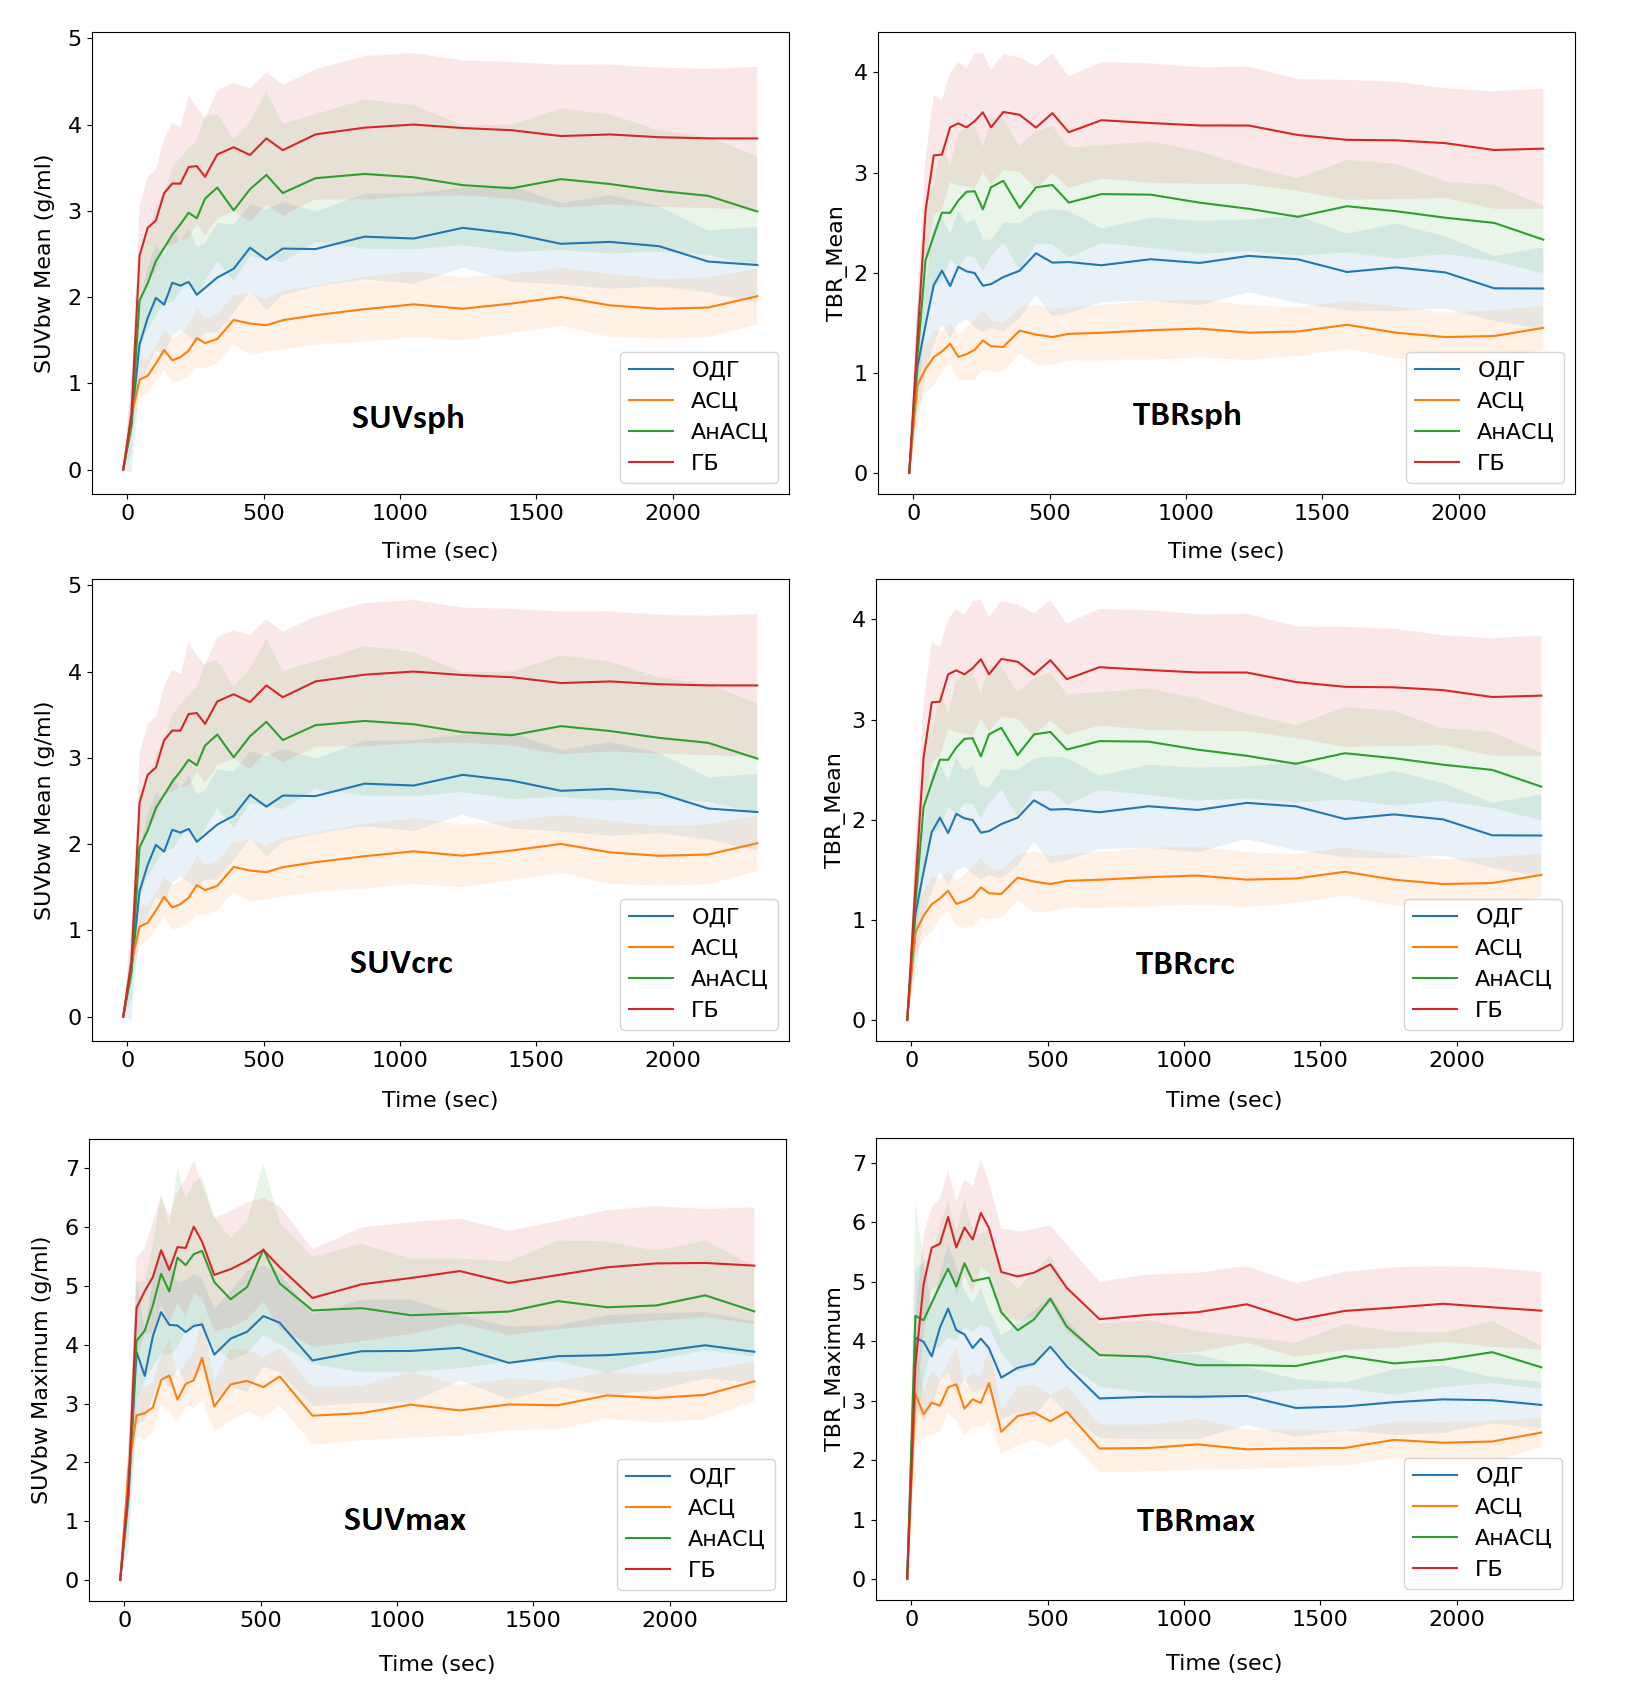 5
4
3
2
1
0
SUVbw Mean (g/ml)
0 500 1000 1500 2000
Time (sec)
SUVsph
ОДГ
АСЦ
АнАСЦ
ГБ
4
3
2
1
0
TBR_Mean
0 500 1000 1500 2000
Time (sec)
TBRsph
ОДГ
АСЦ
АнАСЦ
ГБ
5
4
3
2
1
0
SUVbw Mean (g/ml)
0 500 1000 1500 2000
Time (sec)
SUVcrc
ОДГ
АСЦ
АнАСЦ
ГБ
4
3
2
1
0
TBR_Mean
0 500 1000 1500 2000
Time (sec)
TBRcrc
ОДГ
АСЦ
АнАСЦ
ГБ
7
6
5
4
3
2
1
0
SUVbw Maximum (g/ml)
0 500 1000 1500 2000
Time (sec)
SUVmax
ОДГ
АСЦ
АнАСЦ
ГБ
7
6
5
4
3
2
1
0
TBR_Maximum
0 500 1000 1500 2000
Time (sec)
TBRmax
ОДГ
АСЦ
АнАСЦ
ГБ